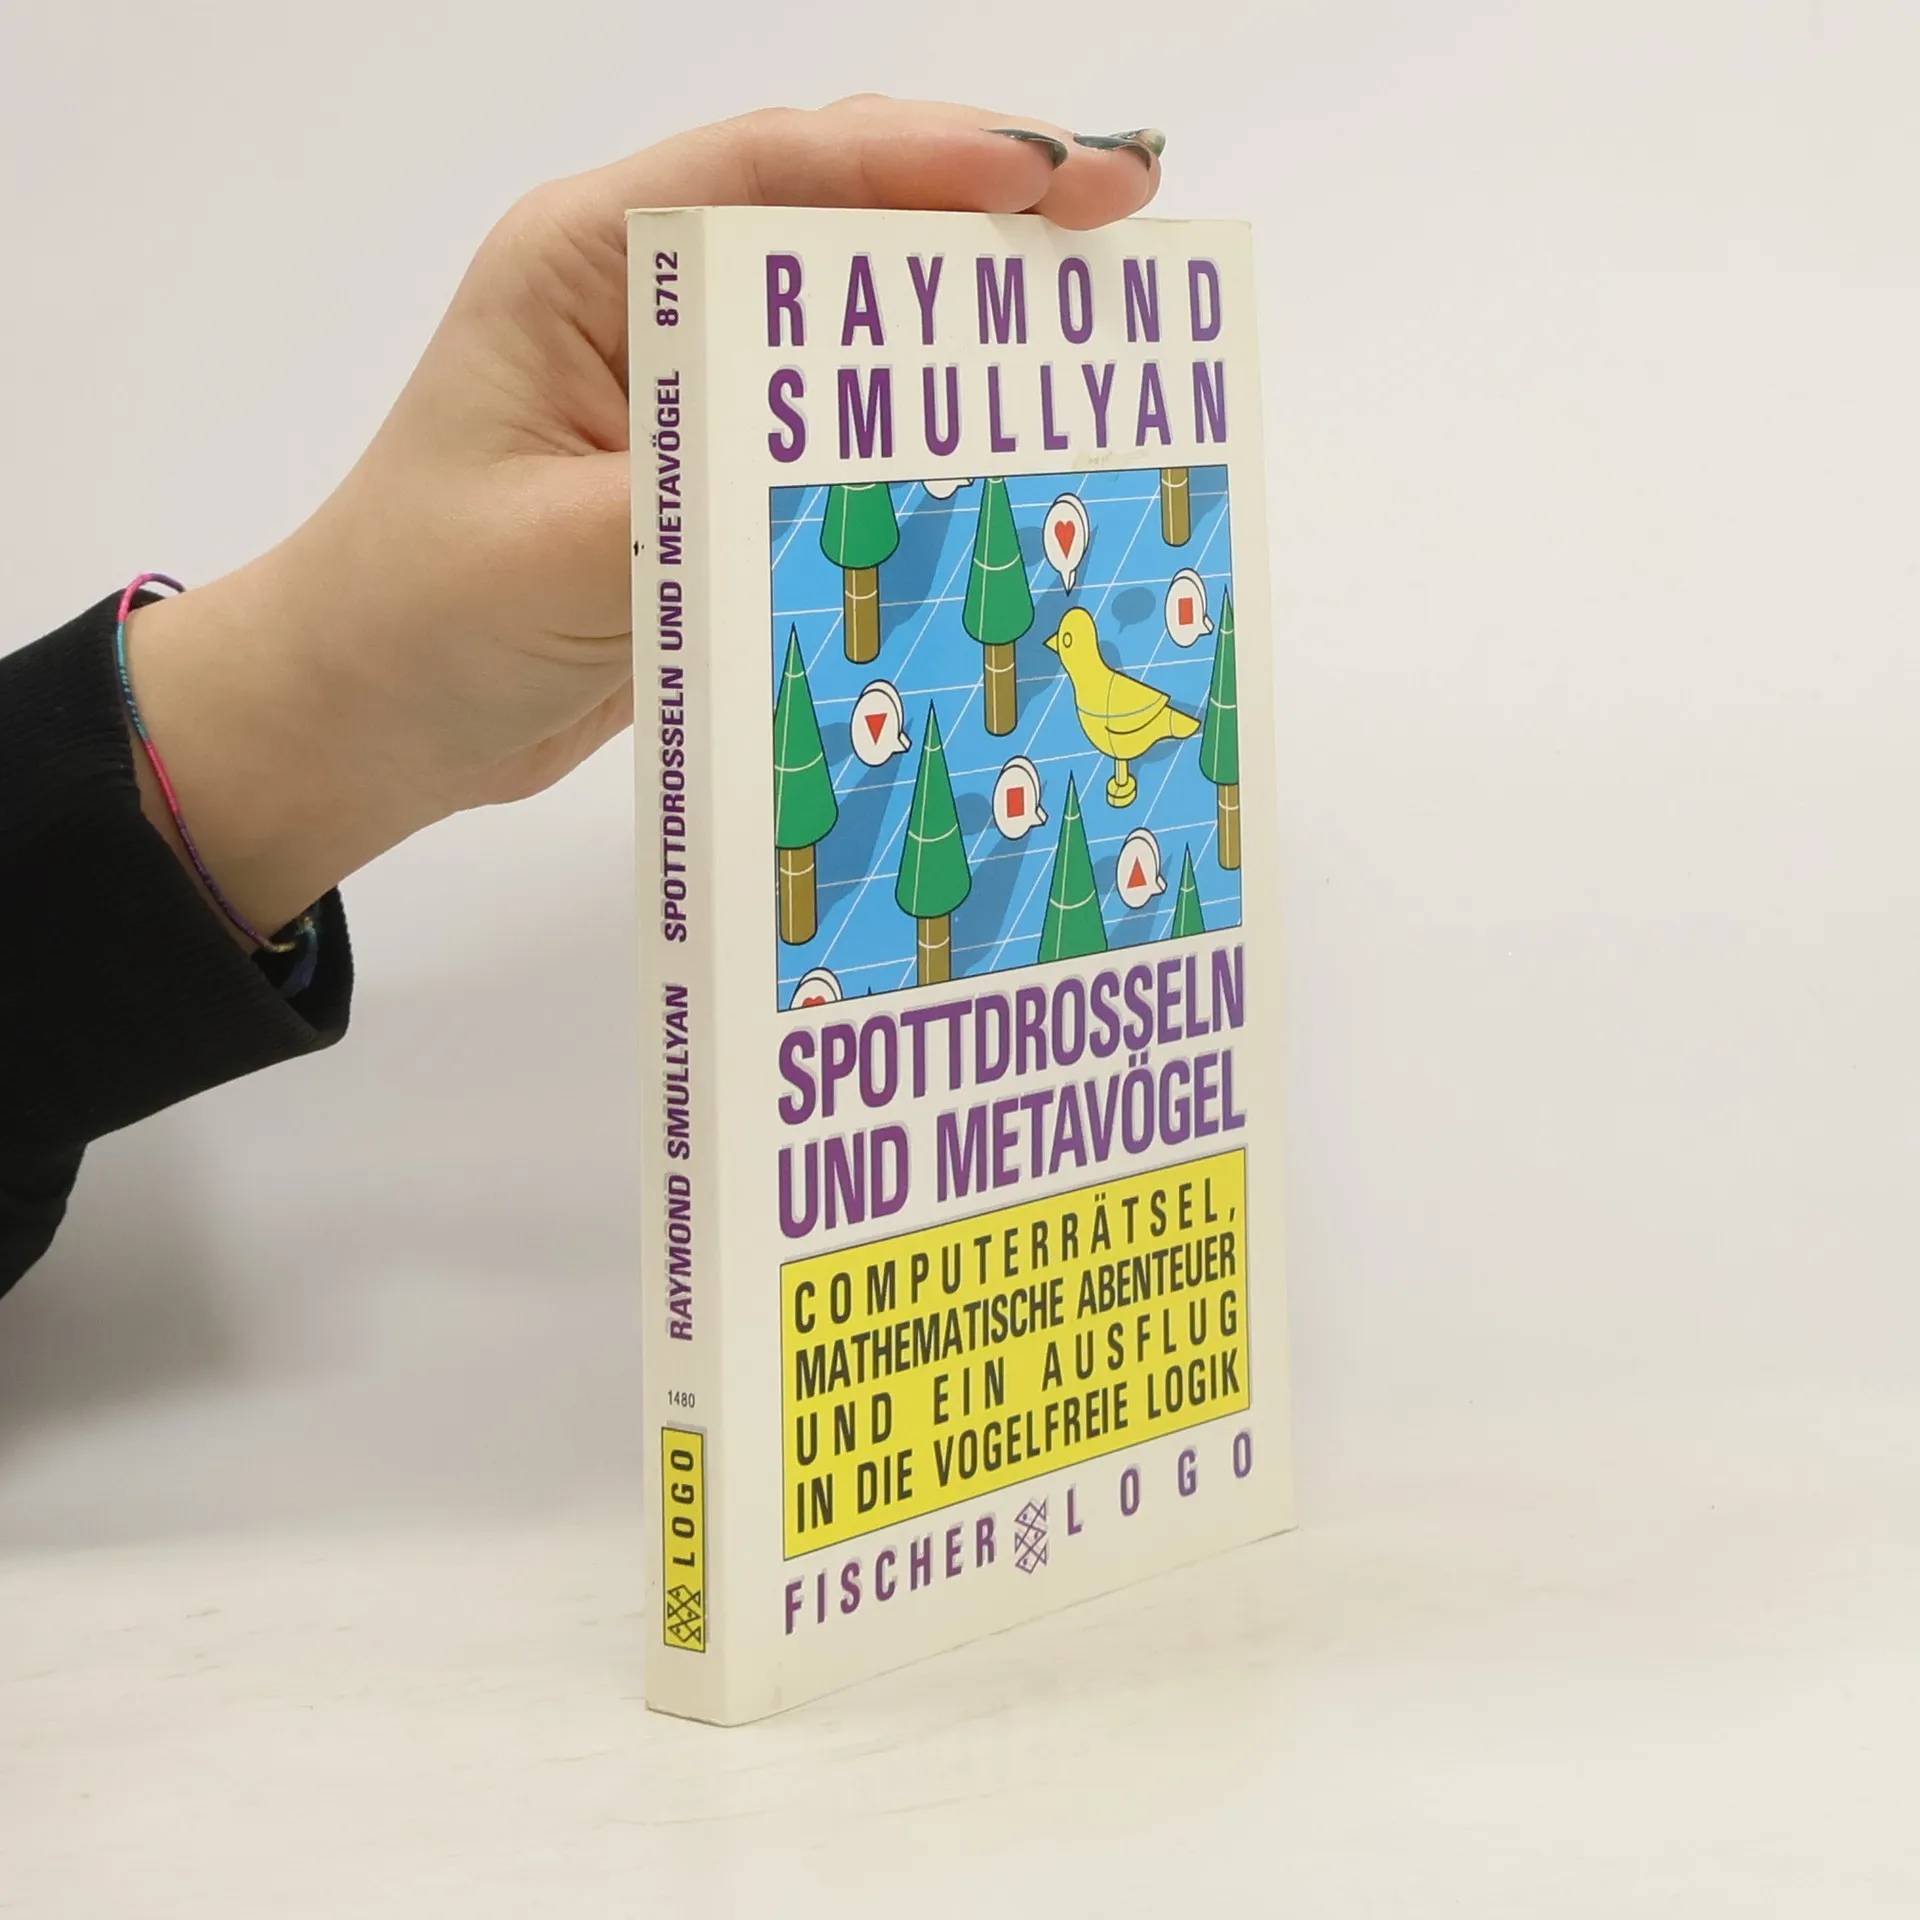 RAYMOND
SMULLYAN
SPOTTDROSSELN
UND METAVÖGEL
COMPUTERRÄTSEL,
MATHEMATISCHE ABENTEUER
UND EIN AUSFLUG
IN DIE VOGELFREIE LOGIK
FISCHER LOGO
RAYMOND SMULLYAN SPOTTDROSSELN UND METAVÖGEL 8712
1480
LOGO